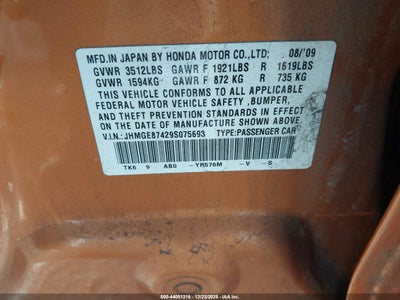 MFD.IN JAPAN BY HONDA MOTOR CO.,LTD. 08/'09
GVWR 3512LBS GAWR F 1921LBS R 1619LBS
GVWR 1594KG GAWR F 872 KG R 735 KG
THIS VEHICLE CONFORMS TO ALL APPLICABLE
FEDERAL MOTOR VEHICLE SAFETY ,BUMPER,
AND THEFT PREVENTION STANDARDS IN EFFECT
ON THE DATE OF MANUFACTURE SHOWN ABOVE.
V.I.N.: JHMGE87429S075693 TYPE:PASSENGER CAR
TK6 9 AB0 -YR576M -V -S
000-44001316 - 12/23/2025 - IAA Inc.